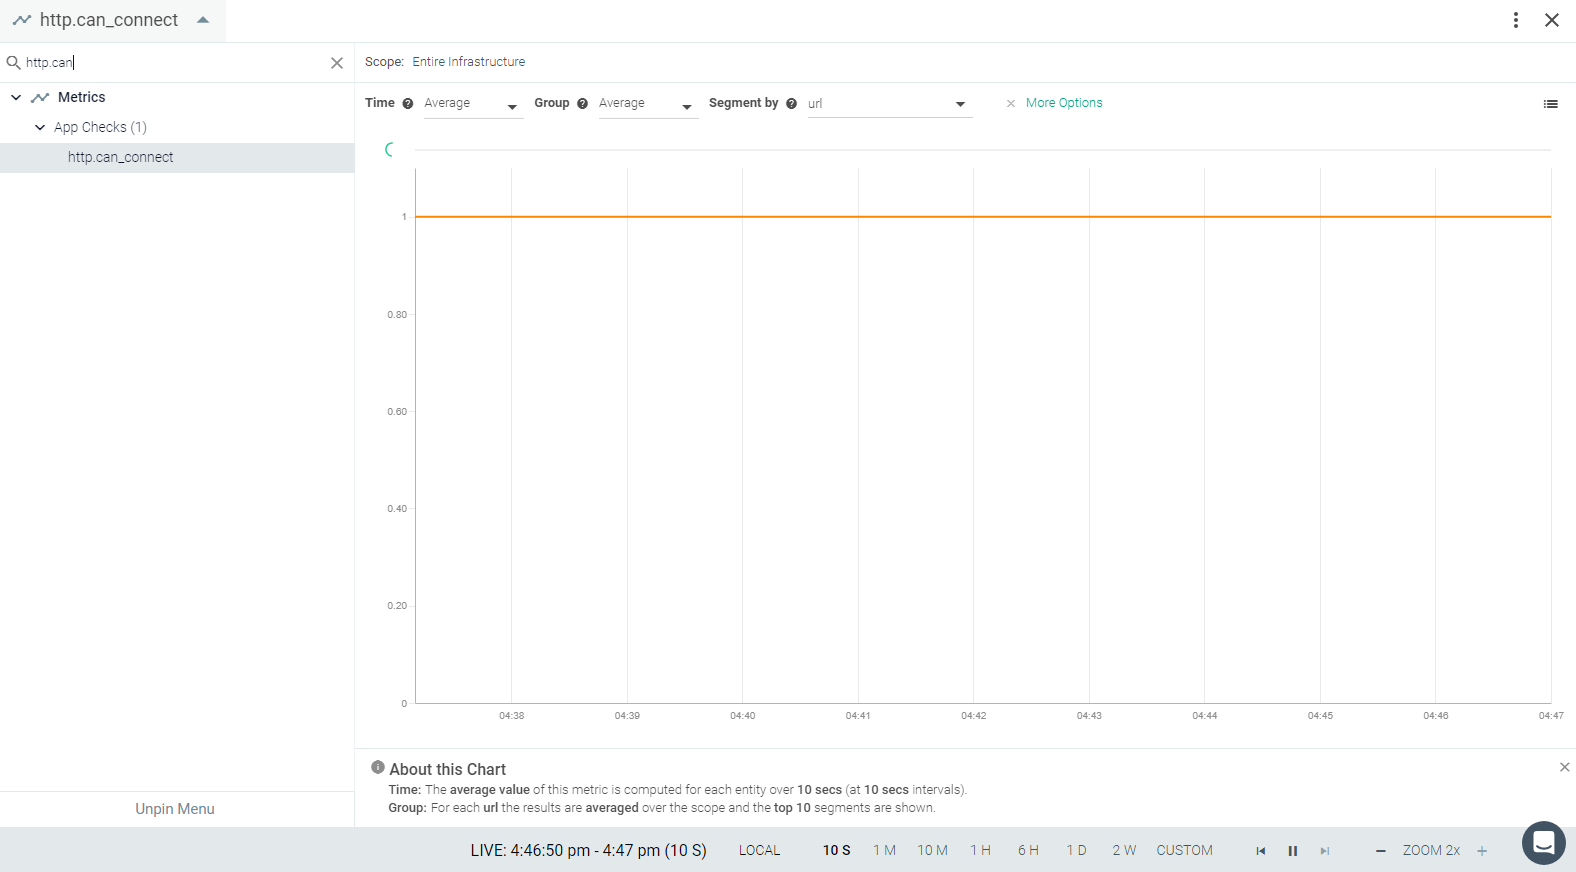 http.can_connect
http.can
Metrics
App Checks (1)
http.can_connect
Unpin Menu
Scope: Entire Infrastructure
Time ? Average Group ? Average Segment by ? url × More Options
1
0.80
0.60
0.40
0.20
0
04:38 04:39 04:40 04:41 04:42 04:43 04:44 04:45 04:46 04:47
About this Chart
Time: The average value of this metric is computed for each entity over 10 secs (at 10 secs intervals).
Group: For each url the results are averaged over the scope and the top 10 segments are shown.
LIVE: 4:46:50 pm - 4:47 pm (10 S) LOCAL 10 S 1 M 10 M 1 H 6 H 1 D 2 W CUSTOM ZOOM 2x